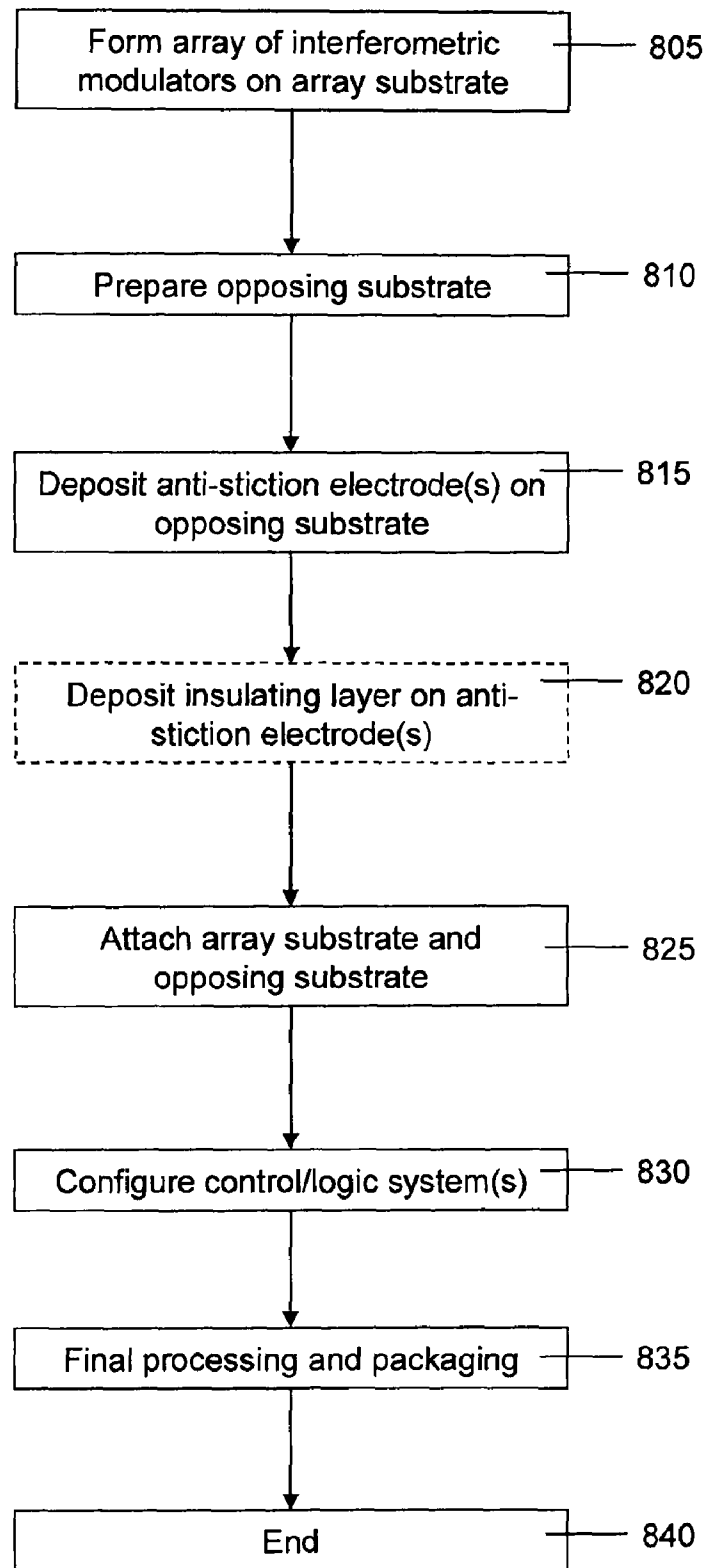 Form array of interferometric
modulators on array substrate
805
Prepare opposing substrate
810
Deposit anti-stiction electrode(s) on
opposing substrate
815
Deposit insulating layer on anti-
stiction electrode(s)
820
Attach array substrate and
opposing substrate
825
Configure control/logic system(s)
830
Final processing and packaging
835
End
840